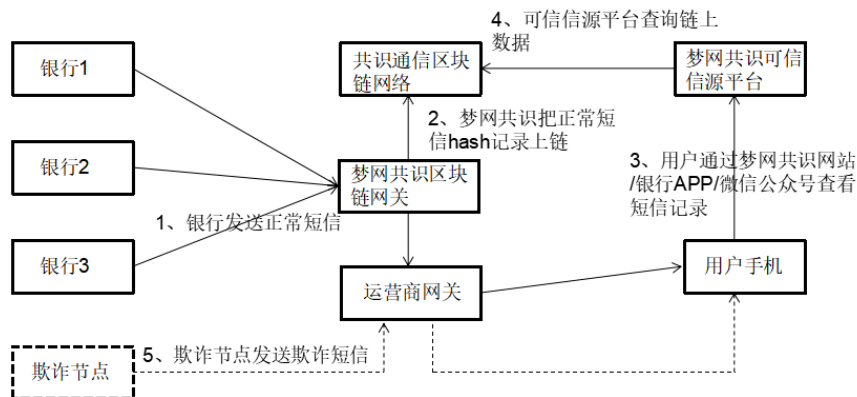 4、可信信源平台查询链上
数据
银行1
共识通信区块
链网络
梦网共识可信
信源平台
2、梦网共识把正常短
信hash记录上链
银行2
梦网共识区块
链网关
3、用户通过梦网共识网站
/银行APP/微信公众号查看
短信记录
1、银行发送正常短信
银行3
运营商网关
用户手机
5、欺诈节点发送欺诈短信
欺诈节点